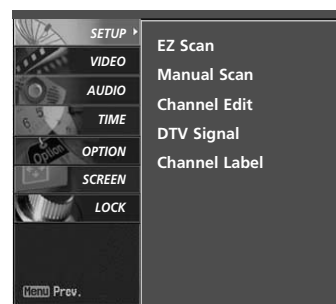 SETUP
VIDEO
AUDIO
TIME
OPTION
SCREEN
LOCK
Menu Prev.
EZ Scan
Manual Scan
Channel Edit
DTV Signal
Channel Label